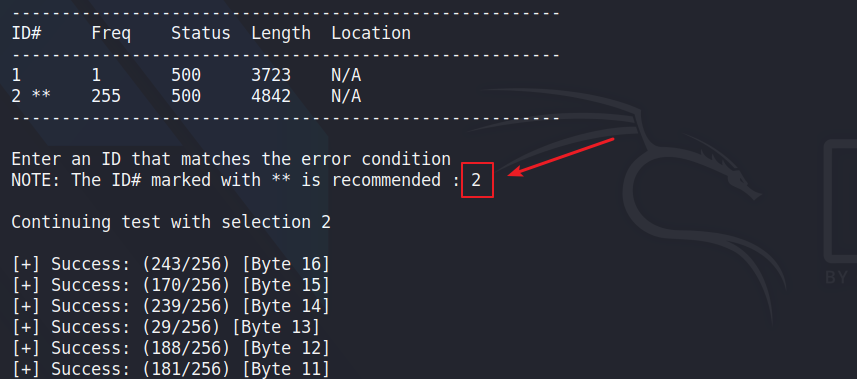 -------------------------------------------------------
ID#     Freq    Status  Length  Location
-------------------------------------------------------
1       1       500     3723    N/A
2 **    255     500     4842    N/A
-------------------------------------------------------
Enter an ID that matches the error condition
NOTE: The ID# marked with ** is recommended : 2
Continuing test with selection 2
[+] Success: (243/256) [Byte 16]
[+] Success: (170/256) [Byte 15]
[+] Success: (239/256) [Byte 14]
[+] Success: (29/256) [Byte 13]
[+] Success: (188/256) [Byte 12]
[+] Success: (181/256) [Byte 11]
BY